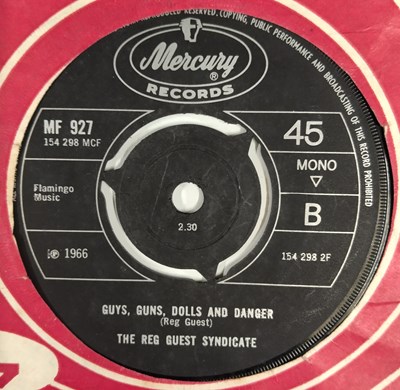 RESERVED, COPYING, PUBLIC PERFORMANCE AND BROADCASTING OF THIS RECORD PROHIBITED
Mercury ®
RECORDS
MF 927
154 298 MCF
45
MONO
B
Flamingo
Music
2.30
℗ 1966
154 298 2F
GUYS, GUNS, DOLLS AND DANGER
(Reg Guest)
THE REG GUEST SYNDICATE